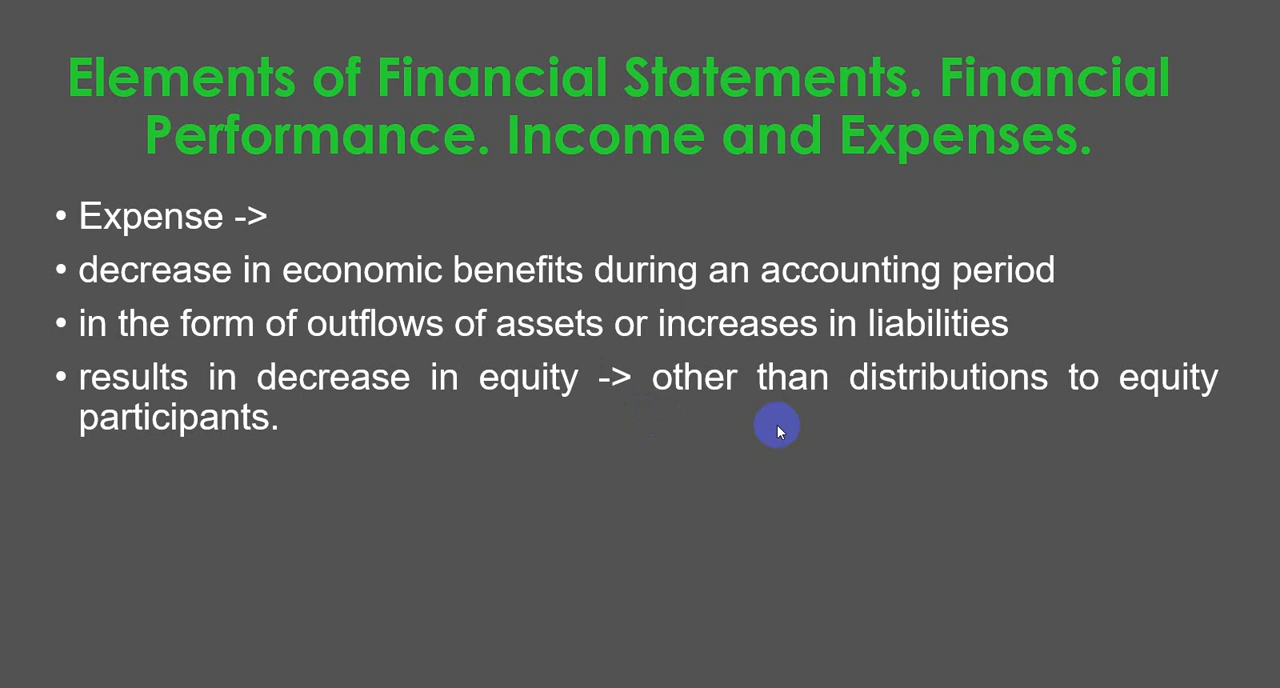 Elements of Financial Statements. Financial
Performance. Income and Expenses.
• Expense ->
• decrease in economic benefits during an accounting period
• in the form of outflows of assets or increases in liabilities
• results in decrease in equity -> other than distributions to equity
participants.